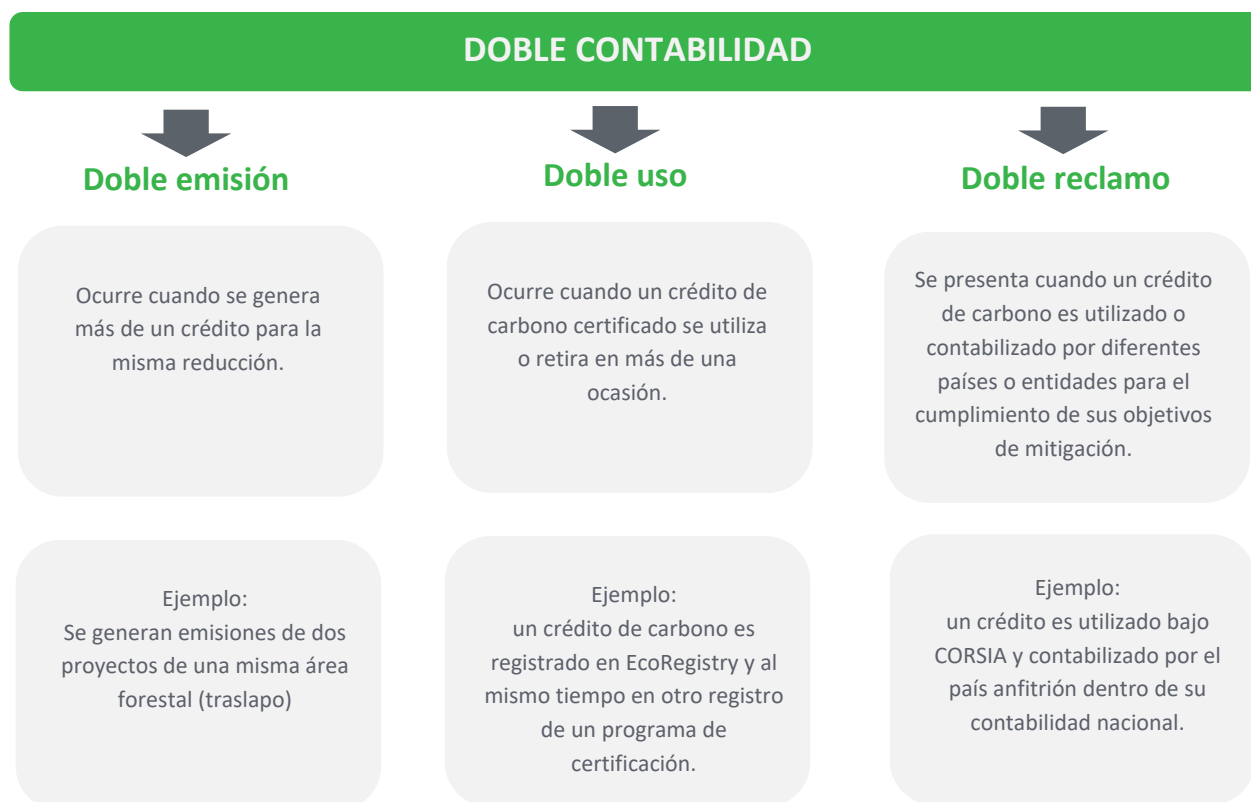 DOBLE CONTABILIDAD
Doble emisión
Ocurre cuando se genera
más de un crédito para la
misma reducción.
Ejemplo:
Se generan emisiones de dos
proyectos de una misma área
forestal (traslapo)
Doble uso
Ocurre cuando un crédito de
carbono certificado se utiliza
o retira en más de una
ocasión.
Ejemplo:
un crédito de carbono es
registrado en EcoRegistry y al
mismo tiempo en otro registro
de un programa de
certificación.
Doble reclamo
Se presenta cuando un crédito
de carbono es utilizado o
contabilizado por diferentes
países o entidades para el
cumplimiento de sus objetivos
de mitigación.
Ejemplo:
un crédito es utilizado bajo
CORSIA y contabilizado por el
país anfitrión dentro de su
contabilidad nacional.